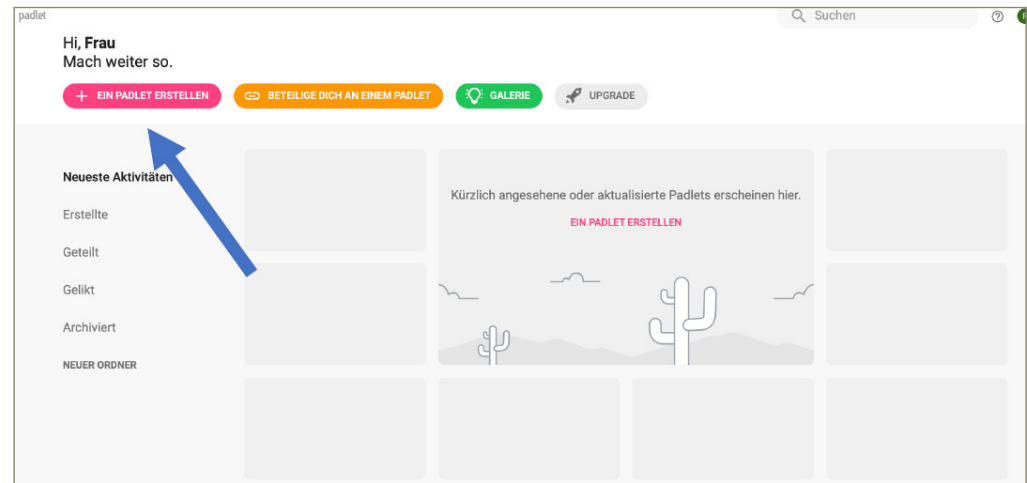 padlet
Suchen
Hi, Frau
Mach weiter so.
EIN PADLET ERSTELLEN
BETEILIGE DICH AN EINEM PADLET
GALERIE
UPGRADE
Neueste Aktivitäten
Erstellte
Geteilt
Gelikt
Archiviert
NEUER ORDNER
Kürzlich angesehene oder aktualisierte Padlets erscheinen hier.
EIN PADLET ERSTELLEN